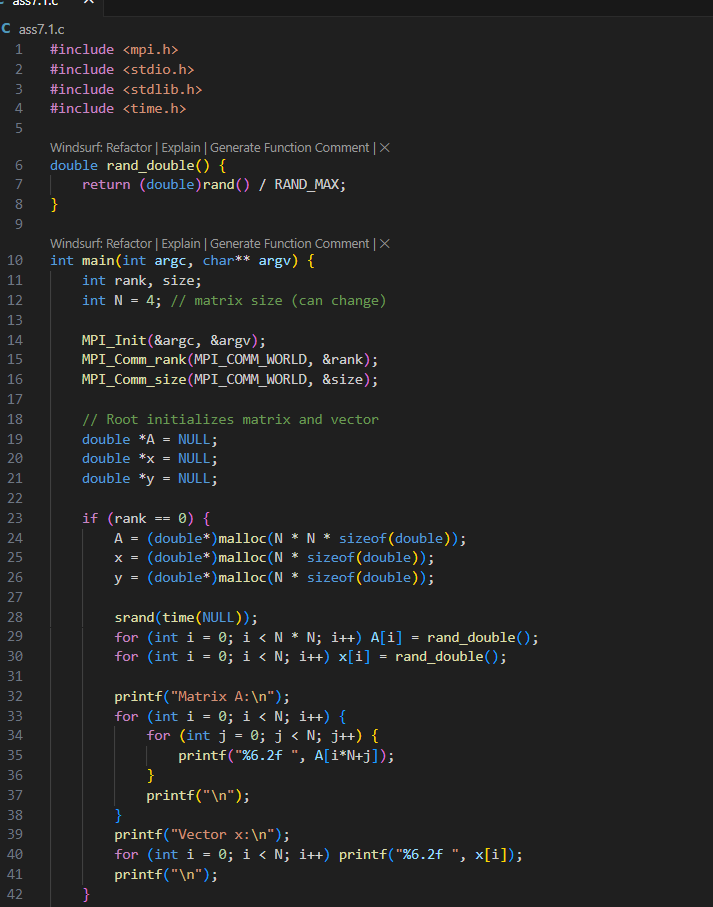 ass7.1.c
C ass7.1.c
1 #include <mpi.h>
2 #include <stdio.h>
3 #include <stdlib.h>
4 #include <time.h>
5
Windsurf: Refactor | Explain | Generate Function Comment | ×
6 double rand_double() {
7     return (double)rand() / RAND_MAX;
8 }
9
Windsurf: Refactor | Explain | Generate Function Comment | ×
10 int main(int argc, char** argv) {
11     int rank, size;
12     int N = 4; // matrix size (can change)
13
14     MPI_Init(&argc, &argv);
15     MPI_Comm_rank(MPI_COMM_WORLD, &rank);
16     MPI_Comm_size(MPI_COMM_WORLD, &size);
17
18     // Root initializes matrix and vector
19     double *A = NULL;
20     double *x = NULL;
21     double *y = NULL;
22
23     if (rank == 0) {
24         A = (double*)malloc(N * N * sizeof(double));
25         x = (double*)malloc(N * sizeof(double));
26         y = (double*)malloc(N * sizeof(double));
27
28         srand(time(NULL));
29         for (int i = 0; i < N * N; i++) A[i] = rand_double();
30         for (int i = 0; i < N; i++) x[i] = rand_double();
31
32         printf("Matrix A:\n");
33         for (int i = 0; i < N; i++) {
34             for (int j = 0; j < N; j++) {
35                 printf("%6.2f ", A[i*N+j]);
36             }
37             printf("\n");
38         }
39         printf("Vector x:\n");
40         for (int i = 0; i < N; i++) printf("%6.2f ", x[i]);
41         printf("\n");
42     }